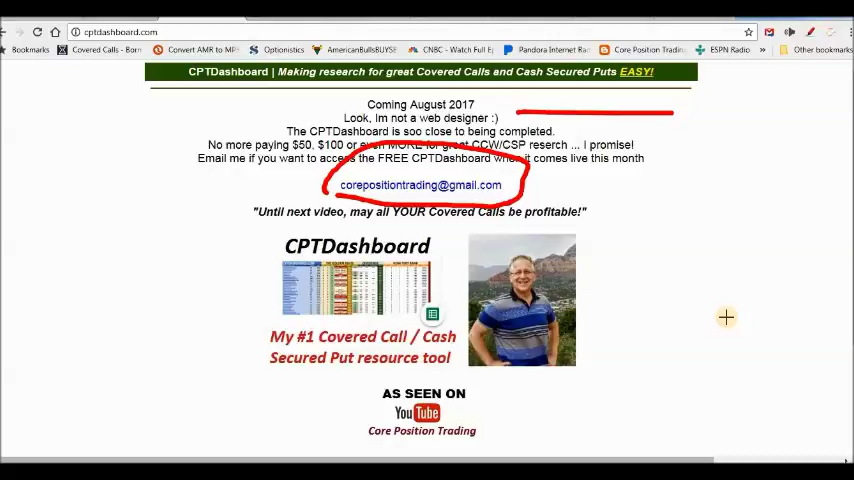 cptdashboard.com
Bookmarks Covered Calls - Born Convert AMR to MP Optionistics AmericanBullsBUYSE CNBC - Watch Full Ep Pandora Internet Ra Core Position Trading ESPN Radio » Other bookmarks
CPTDashboard | Making research for great Covered Calls and Cash Secured Puts EASY!
Coming August 2017
Look, Im not a web designer :)
The CPTDashboard is soo close to being completed.
No more paying $50, $100 or even MORE for great CCW/CSP reserch ... I promise!
Email me if you want to access the FREE CPTDashboard when it comes live this month
corepositiontrading@gmail.com
"Until next video, may all YOUR Covered Calls be profitable!"
CPTDashboard
My #1 Covered Call / Cash
Secured Put resource tool
AS SEEN ON
YouTube
Core Position Trading